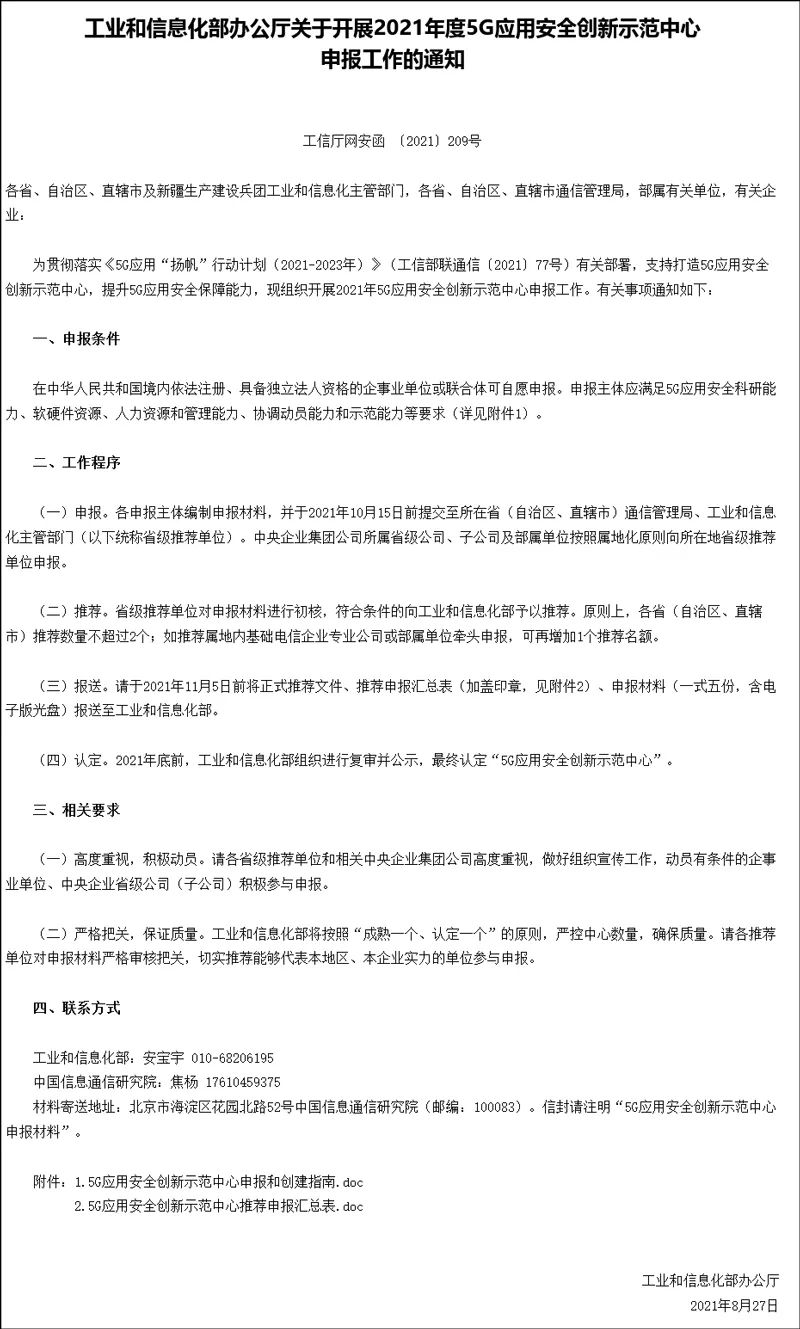 工业和信息化部办公厅关于开展2021年度5G应用安全创新示范中心
申报工作的通知
工信厅网安函〔2021〕209号
各省、自治区、直辖市及新疆生产建设兵团工业和信息化主管部门，各省、自治区、直辖市通信管理局，部属有关单位，有关企
业：
为贯彻落实《5G应用“扬帆”行动计划（2021-2023年）》（工信部联通信〔2021〕77号）有关部署，支持打造5G应用安全
创新示范中心，提升5G应用安全保障能力，现组织开展2021年5G应用安全创新示范中心申报工作。有关事项通知如下：
一、申报条件
在中华人民共和国境内依法注册、具备独立法人资格的企事业单位或联合体可自愿申报。申报主体应满足5G应用安全科研能
力、软硬件资源、人力资源和管理能力、协调动员能力和示范能力等要求（详见附件1）。
二、工作程序
（一）申报。各申报主体编制申报材料，并于2021年10月15日前提交至所在省（自治区、直辖市）通信管理局、工业和信息
化主管部门（以下统称省级推荐单位）。中央企业集团公司所属省级公司、子公司及部属单位按照属地化原则向所在地省级推荐
单位申报。
（二）推荐。省级推荐单位对申报材料进行初核，符合条件的向工业和信息化部予以推荐。原则上，各省（自治区、直辖
市）推荐数量不超过2个；如推荐属地内基础电信企业专业公司或部属单位牵头申报，可再增加1个推荐名额。
（三）报送。请于2021年11月5日前将正式推荐文件、推荐申报汇总表（加盖印章，见附件2）、申报材料（一式五份，含电
子版光盘）报送至工业和信息化部。
（四）认定。2021年底前，工业和信息化部组织进行复审并公示，最终认定“5G应用安全创新示范中心”。
三、相关要求
（一）高度重视，积极动员。请各省级推荐单位和相关中央企业集团公司高度重视，做好组织宣传工作，动员有条件的企事
业单位、中央企业省级公司（子公司）积极参与申报。
（二）严格把关，保证质量。工业和信息化部将按照“成熟一个、认定一个”的原则，严控中心数量，确保质量。请各推荐
单位对申报材料严格审核把关，切实推荐能够代表本地区、本企业实力的单位参与申报。
四、联系方式
工业和信息化部：安宝宇 010-68206195
中国信息通信研究院：焦杨 17610459375
材料寄送地址：北京市海淀区花园北路52号中国信息通信研究院（邮编：100083）。信封请注明“5G应用安全创新示范中心
申报材料”。
附件：1.5G应用安全创新示范中心申报和创建指南.doc
2.5G应用安全创新示范中心推荐申报汇总表.doc
工业和信息化部办公厅
2021年8月27日